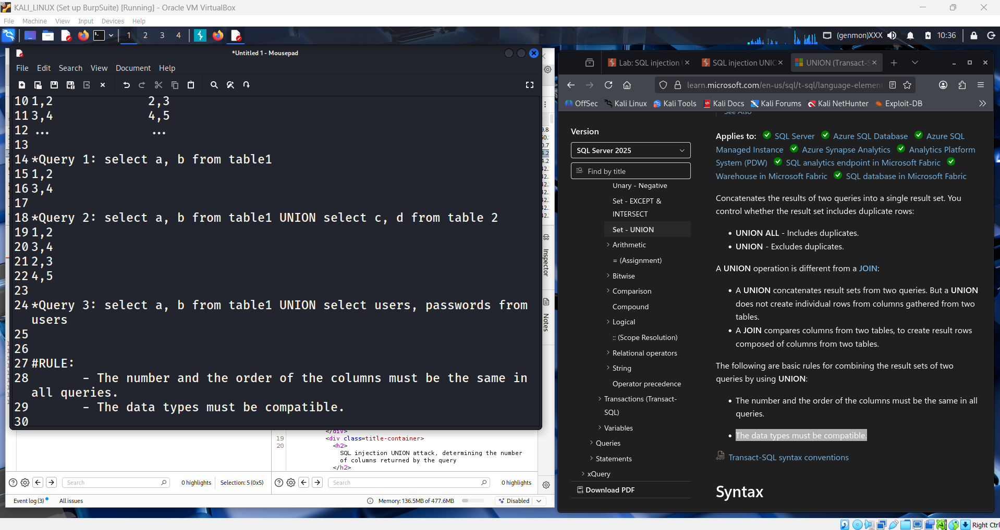 KALI_LINUX (Set up BurpSuite) [Running] - Oracle VM VirtualBox
File Machine View Input Devices Help
1 2 3 4 (genmon)XXX 10:36
*Untitled 1 - Mousepad
File Edit Search View Document Help
10 1,2 2,3
11 3,4 4,5
12 ... ...
13
14 *Query 1: select a, b from table1
15 1,2
16 3,4
17
18 *Query 2: select a, b from table1 UNION select c, d from table 2
19 1,2
20 3,4
21 2,3
22 4,5
23
24 *Query 3: select a, b from table1 UNION select users, passwords from
users
25
26
27 #RULE:
28 - The number and the order of the columns must be the same in
all queries.
29 - The data types must be compatible.
30
Inspector
Notes
</div>
19 <div class=title-container>
20 <h2>
SQL injection UNION attack, determining the number
of columns returned by the query
</h2>
Search 0 highlights Selection: 5 (0x5)
Search 0 highlights
Event log (3) All issues Memory: 136.5MB of 477.6MB Disabled
Lab: SQL injection SQL injection UNIC UNION (Transact-S
learn.microsoft.com/en-us/sql/t-sql/language-element
OffSec Kali Linux Kali Tools Kali Docs Kali Forums Kali NetHunter Exploit-DB
See Also
Version
SQL Server 2025
Find by title
Unary - Negative
Set - EXCEPT &
INTERSECT
Set - UNION
Arithmetic
= (Assignment)
Bitwise
Comparison
Compound
Logical
:: (Scope Resolution)
Relational operators
String
Operator precedence
Transactions (Transact-
SQL)
Variables
Queries
Statements
xQuery
Download PDF
Applies to: SQL Server Azure SQL Database Azure SQL
Managed Instance Azure Synapse Analytics Analytics Platform
System (PDW) SQL analytics endpoint in Microsoft Fabric
Warehouse in Microsoft Fabric SQL database in Microsoft Fabric
Concatenates the results of two queries into a single result set. You
control whether the result set includes duplicate rows:
• UNION ALL - Includes duplicates.
• UNION - Excludes duplicates.
A UNION operation is different from a JOIN:
• A UNION concatenates result sets from two queries. But a UNION
does not create individual rows from columns gathered from two
tables.
• A JOIN compares columns from two tables, to create result rows
composed of columns from two tables.
The following are basic rules for combining the result sets of two
queries by using UNION:
• The number and the order of the columns must be the same in all
queries.
• The data types must be compatible.
Transact-SQL syntax conventions
Syntax
Right Ctrl